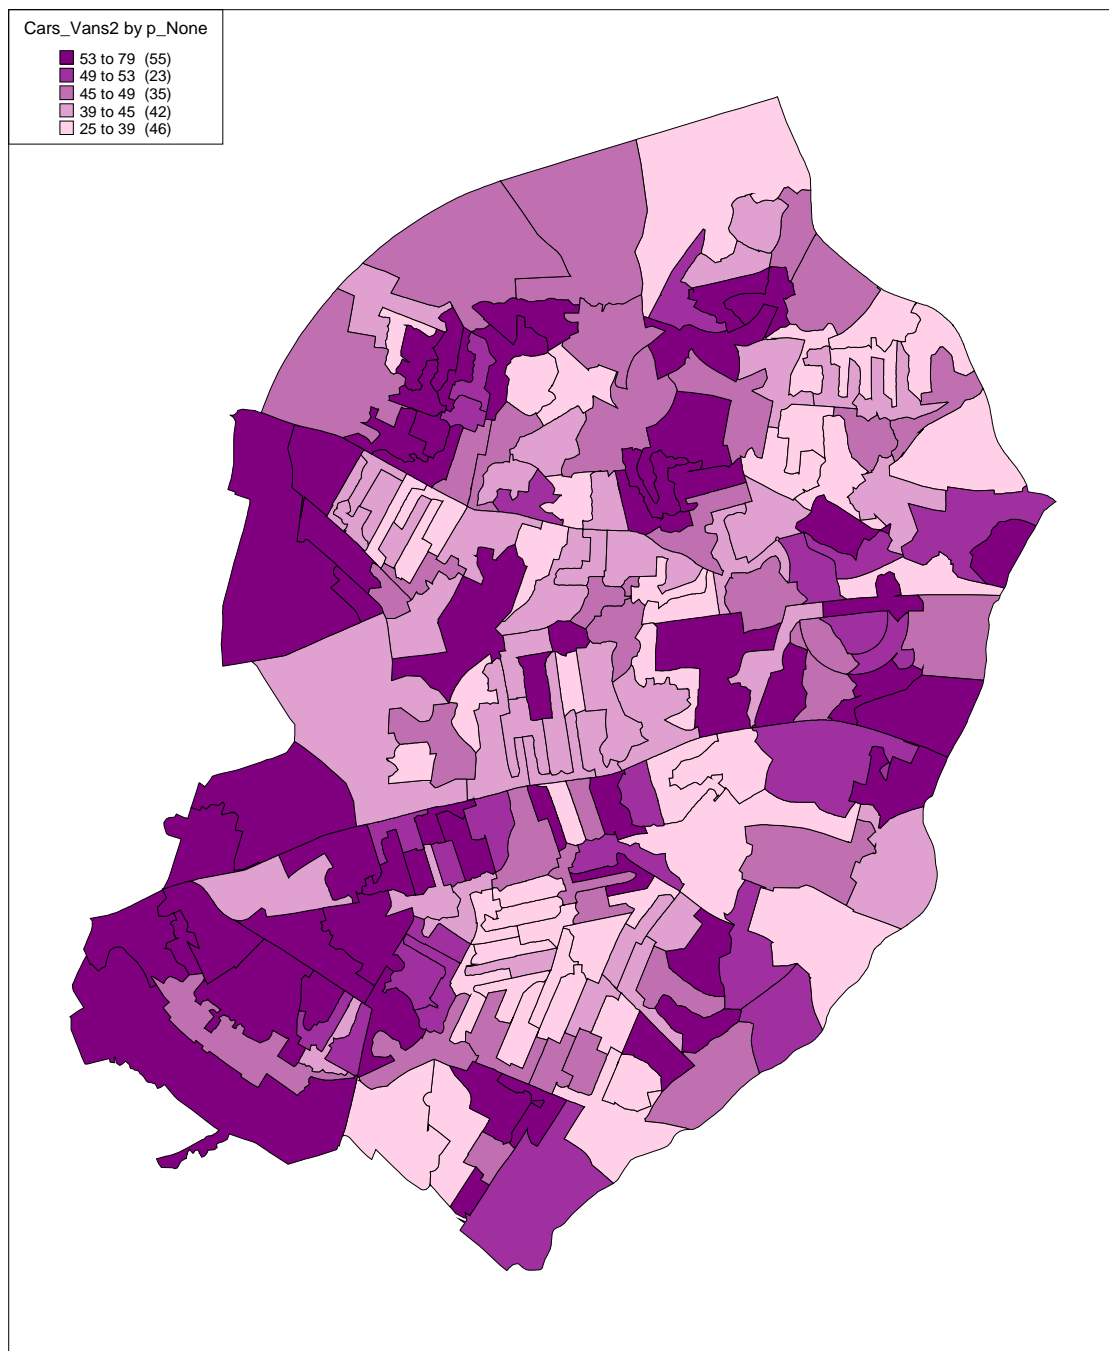 Cars_Vans2 by p_None
53 to 79 (55)
49 to 53 (23)
45 to 49 (35)
39 to 45 (42)
25 to 39 (46)